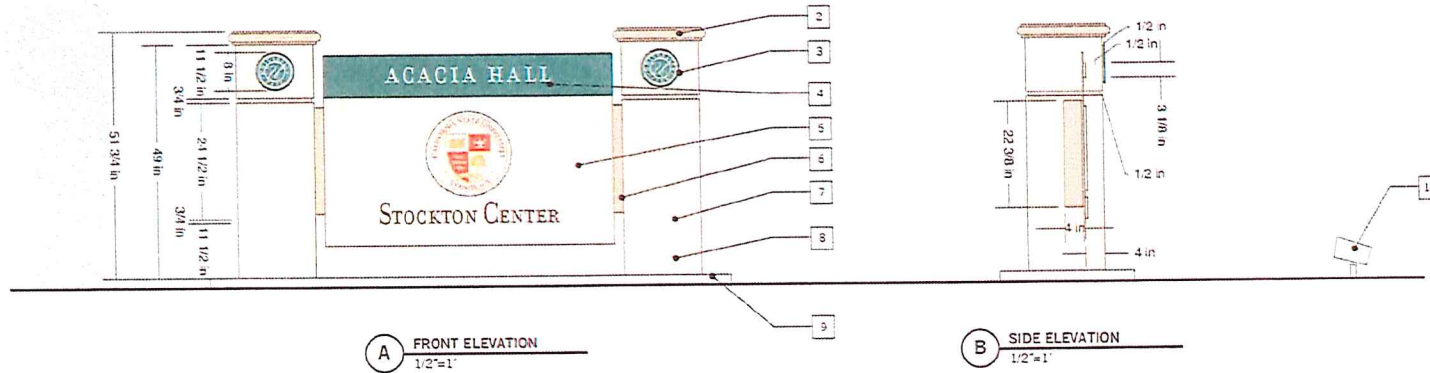 2
3
4
5
6
7
8
9
51 3/4 in
49 in
11 1/2 in
8 in
3/4 in
21 1/2 in
3/4 in
11 1/2 in
ACACIA HALL
STOCKTON CENTER
1/2 in
1/2 in
3 1/8 in
22 3/8 in
1/2 in
4 in
4 in
1
A
FRONT ELEVATION
1/2"=1'
B
SIDE ELEVATION
1/2"=1'